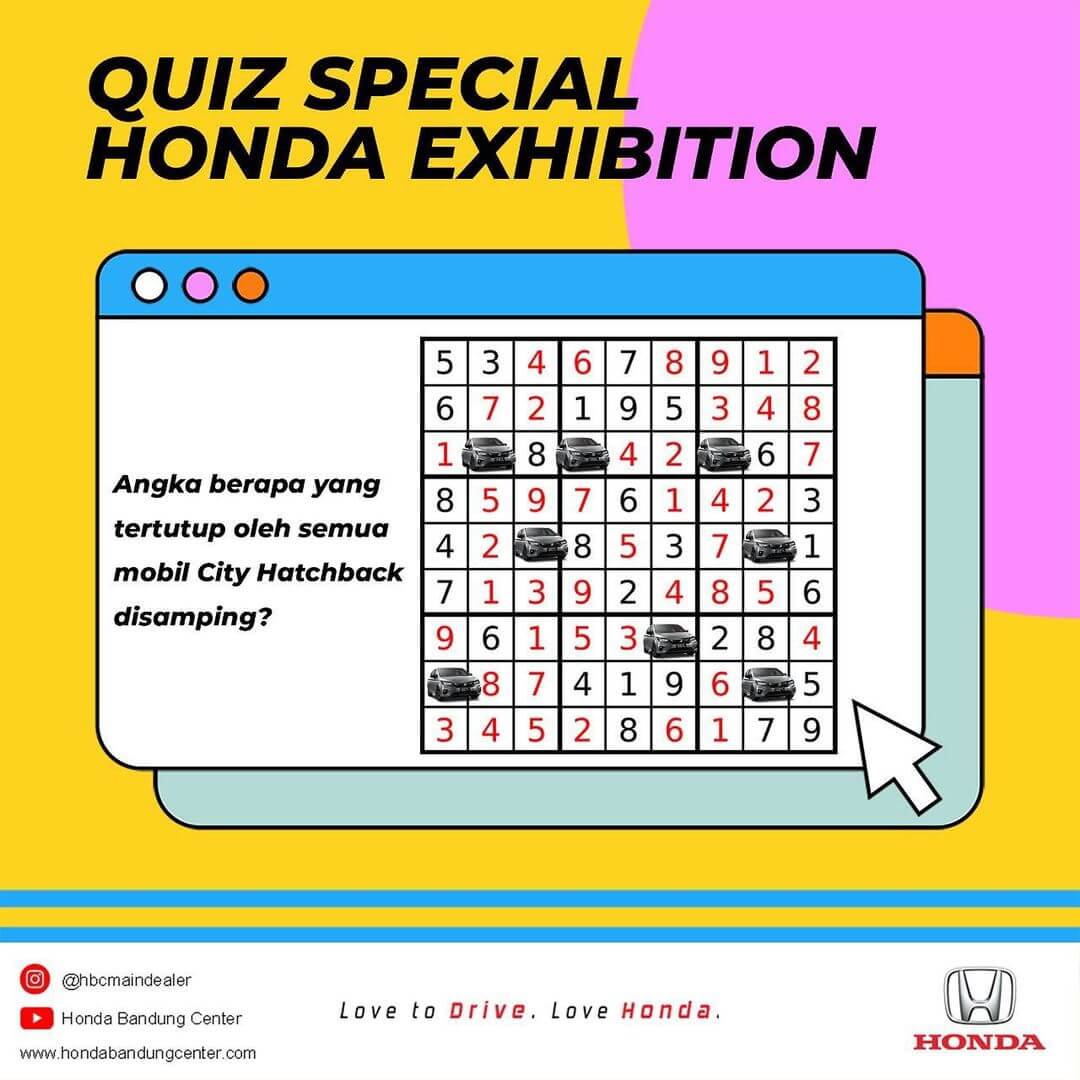 QUIZ SPECIAL
HONDA EXHIBITION
Angka berapa yang
tertutup oleh semua
mobil City Hatchback
disamping?
5 3 4 6 7 8 9 1 2
6 7 2 1 9 5 3 4 8
1 8 4 2 6 7
8 5 9 7 6 1 4 2 3
4 2 8 5 3 7 1
7 1 3 9 2 4 8 5 6
9 6 1 5 3 2 8 4
8 7 4 1 9 6 5
3 4 5 2 8 6 1 7 9
@hbcmaindealer
Honda Bandung Center
www.hondabandungcenter.com
Love to Drive. Love Honda.
HONDA